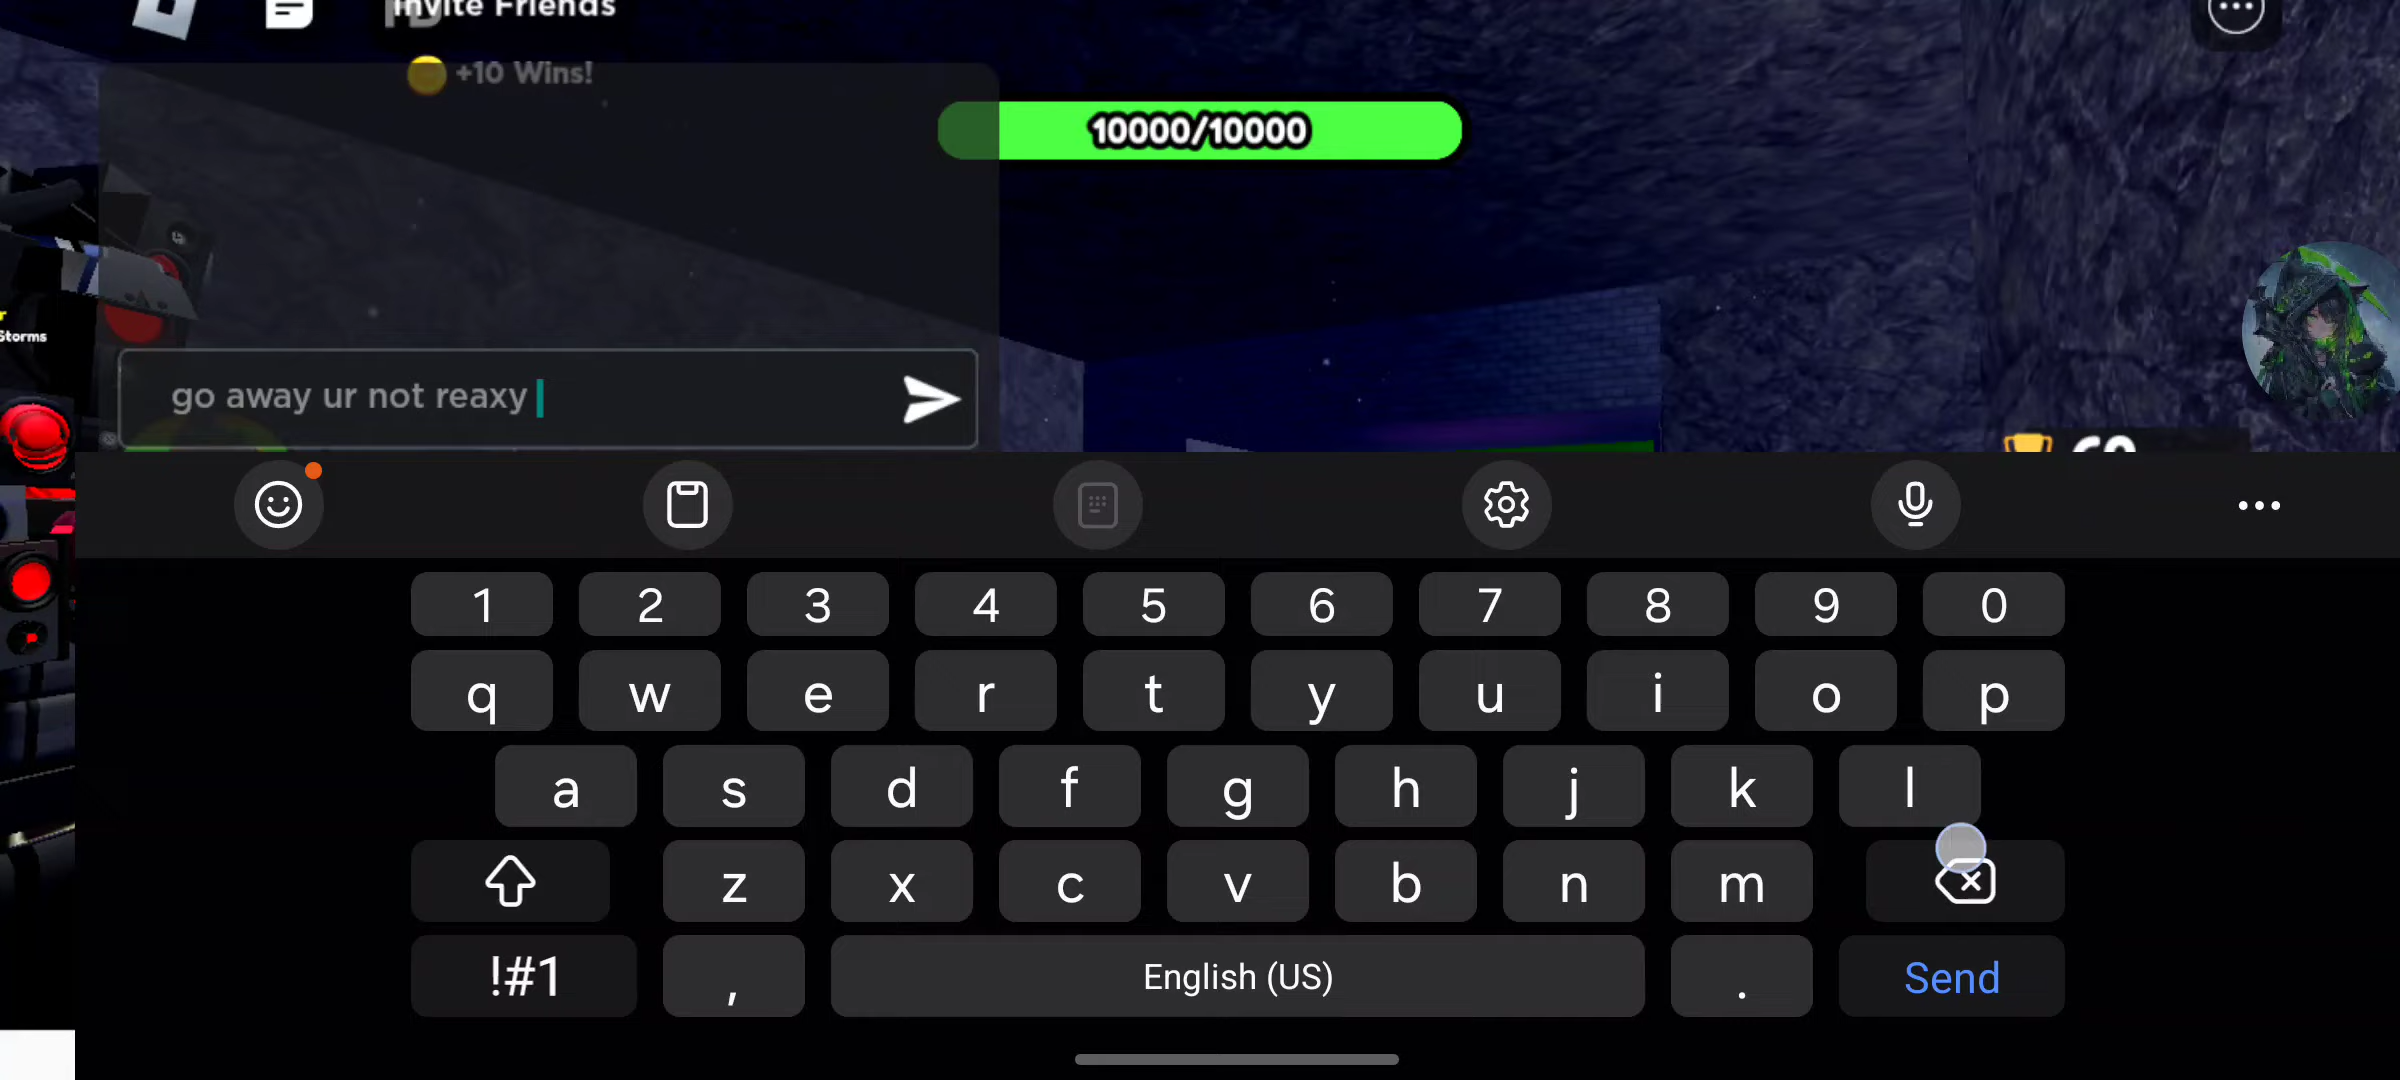 Invite Friends
+10 Wins!
10000/10000
Storms
go away ur not reaxy
1 2 3 4 5 6 7 8 9 0
q w e r t y u i o p
a s d f g h j k l
z x c v b n m
!#1 , English (US) . Send